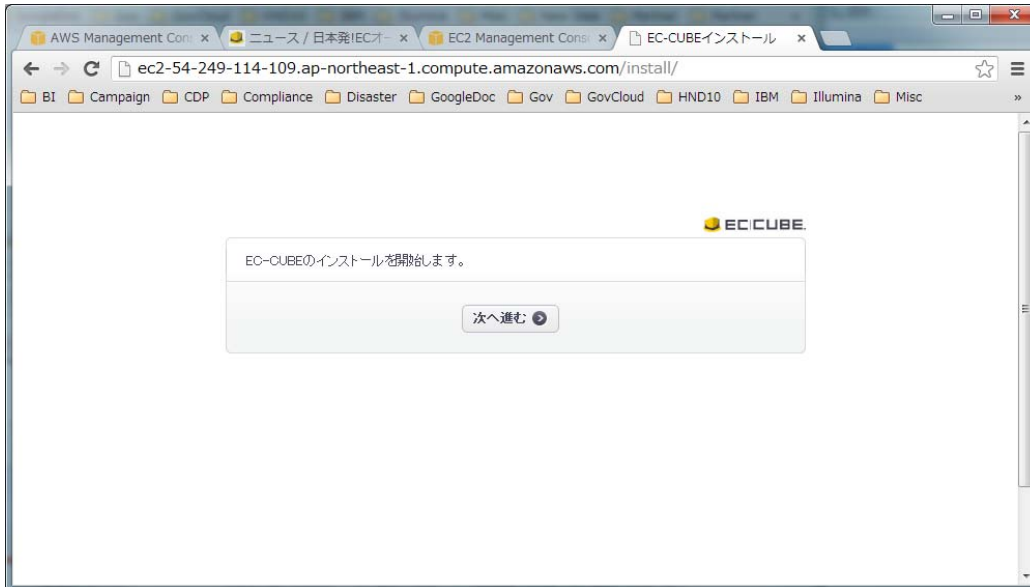 AWS Management Con
ニュース / 日本発!ECオー
EC2 Management Consi
EC-CUBEインストール
ec2-54-249-114-109.ap-northeast-1.compute.amazonaws.com/install/
BI Campaign CDP Compliance Disaster GoogleDoc Gov GovCloud HND10 IBM Illumina Misc »
EC CUBE
EC-CUBEのインストールを開始します。
次へ進む